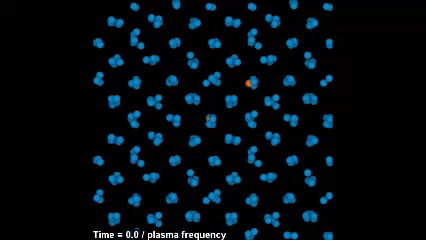 Time = 0.0 / plasma frequency